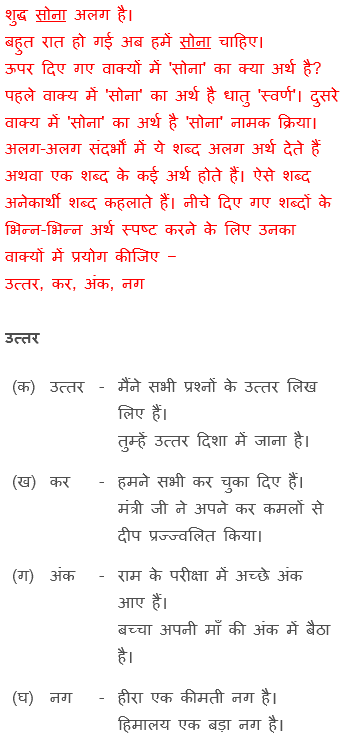 शुद्ध सोना अलग है।
बहुत रात हो गई अब हमें सोना चाहिए।
ऊपर दिए गए वाक्यों में 'सोना' का क्या अर्थ है?
पहले वाक्य में 'सोना' का अर्थ है धातु 'स्वर्ण'। दुसरे
वाक्य में 'सोना' का अर्थ है 'सोना' नामक क्रिया।
अलग-अलग संदर्भों में ये शब्द अलग अर्थ देते हैं
अथवा एक शब्द के कई अर्थ होते हैं। ऐसे शब्द
अनेकार्थी शब्द कहलाते हैं। नीचे दिए गए शब्दों के
भिन्न-भिन्न अर्थ स्पष्ट करने के लिए उनका
वाक्यों में प्रयोग कीजिए −
उत्तर, कर, अंक, नग
उत्तर
(क) उत्तर - मैंने सभी प्रश्नों के उत्तर लिख
लिए हैं।
तुम्हें उत्तर दिशा में जाना है।
(ख) कर - हमने सभी कर चुका दिए हैं।
मंत्री जी ने अपने कर कमलों से
दीप प्रज्ज्वलित किया।
(ग) अंक - राम के परीक्षा में अच्छे अंक
आए हैं।
बच्चा अपनी माँ की अंक में बैठा
है।
(घ) नग - हीरा एक कीमती नग है।
हिमालय एक बड़ा नग है।